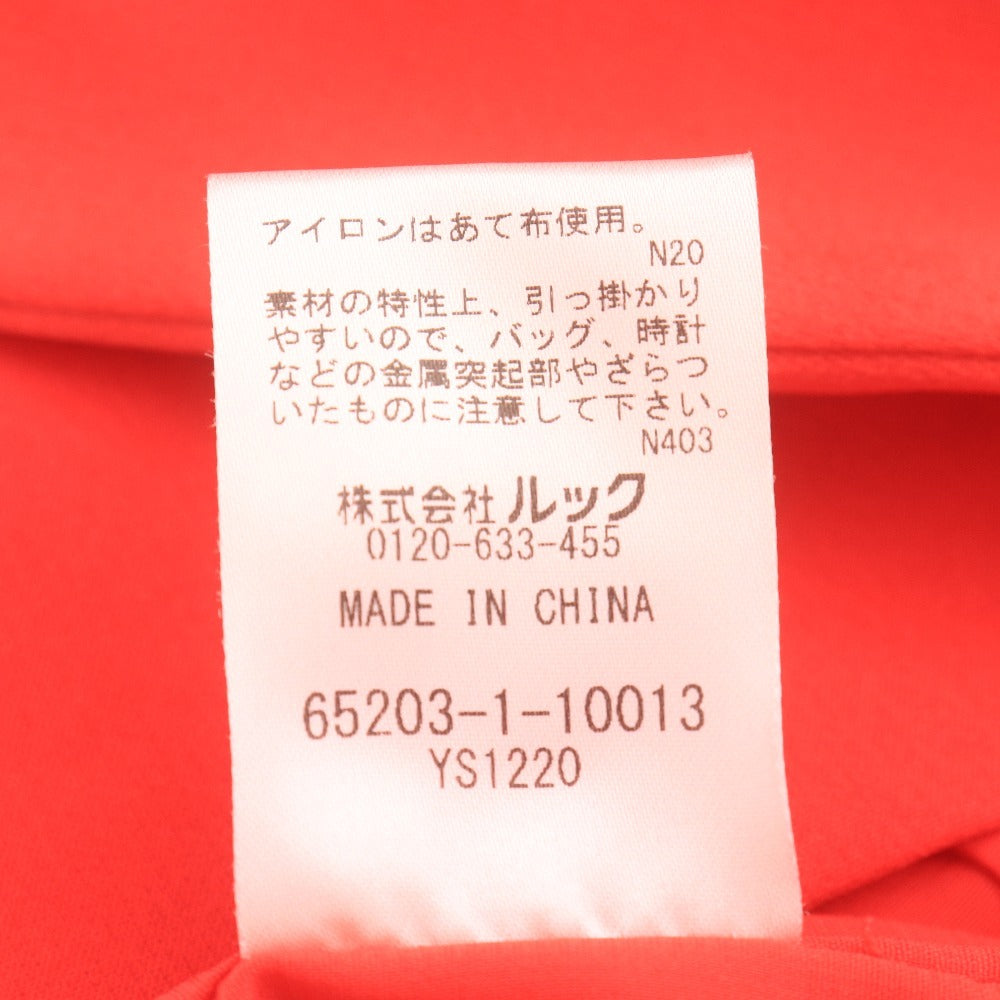 アイロンはあて布使用。
N20
素材の特性上、引っ掛かり
やすいので、バッグ、時計
などの金属突起部やざらつ
いたものに注意して下さい。
N403
株式会社 ルック
0120-633-455
MADE IN CHINA
65203-1-10013
YS1220